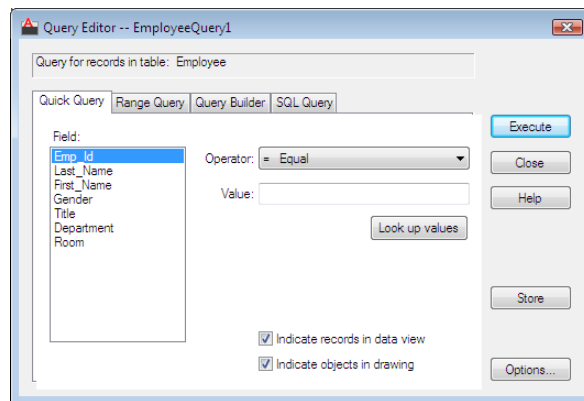 Query Editor -- EmployeeQuery1
Query for records in table: Employee
Quick Query Range Query Query Builder SQL Query
Field:
Emp_Id
Last_Name
First_Name
Gender
Title
Department
Room
Operator: = Equal
Value:
Look up values
Indicate records in data view
Indicate objects in drawing
Execute
Close
Help
Store
Options...